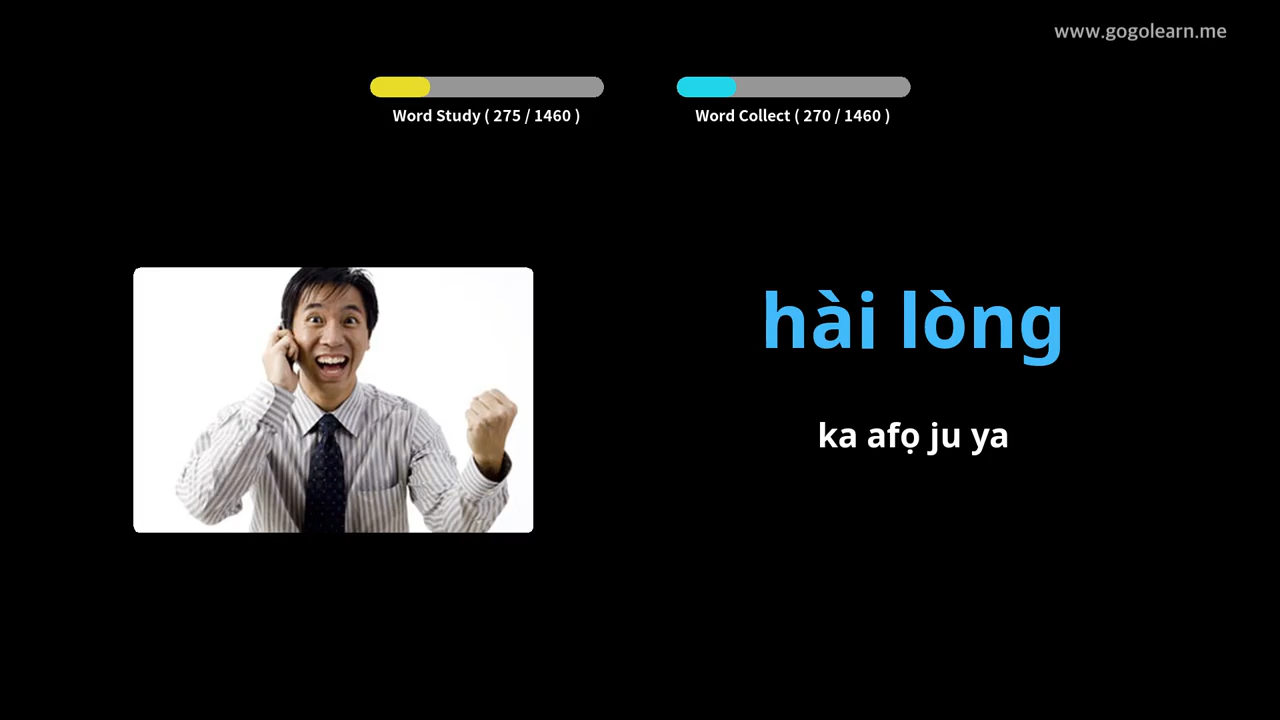 www.gogolearn.me
Word Study ( 275 / 1460 )
Word Collect ( 270 / 1460 )
hài lòng
ka afọ ju ya